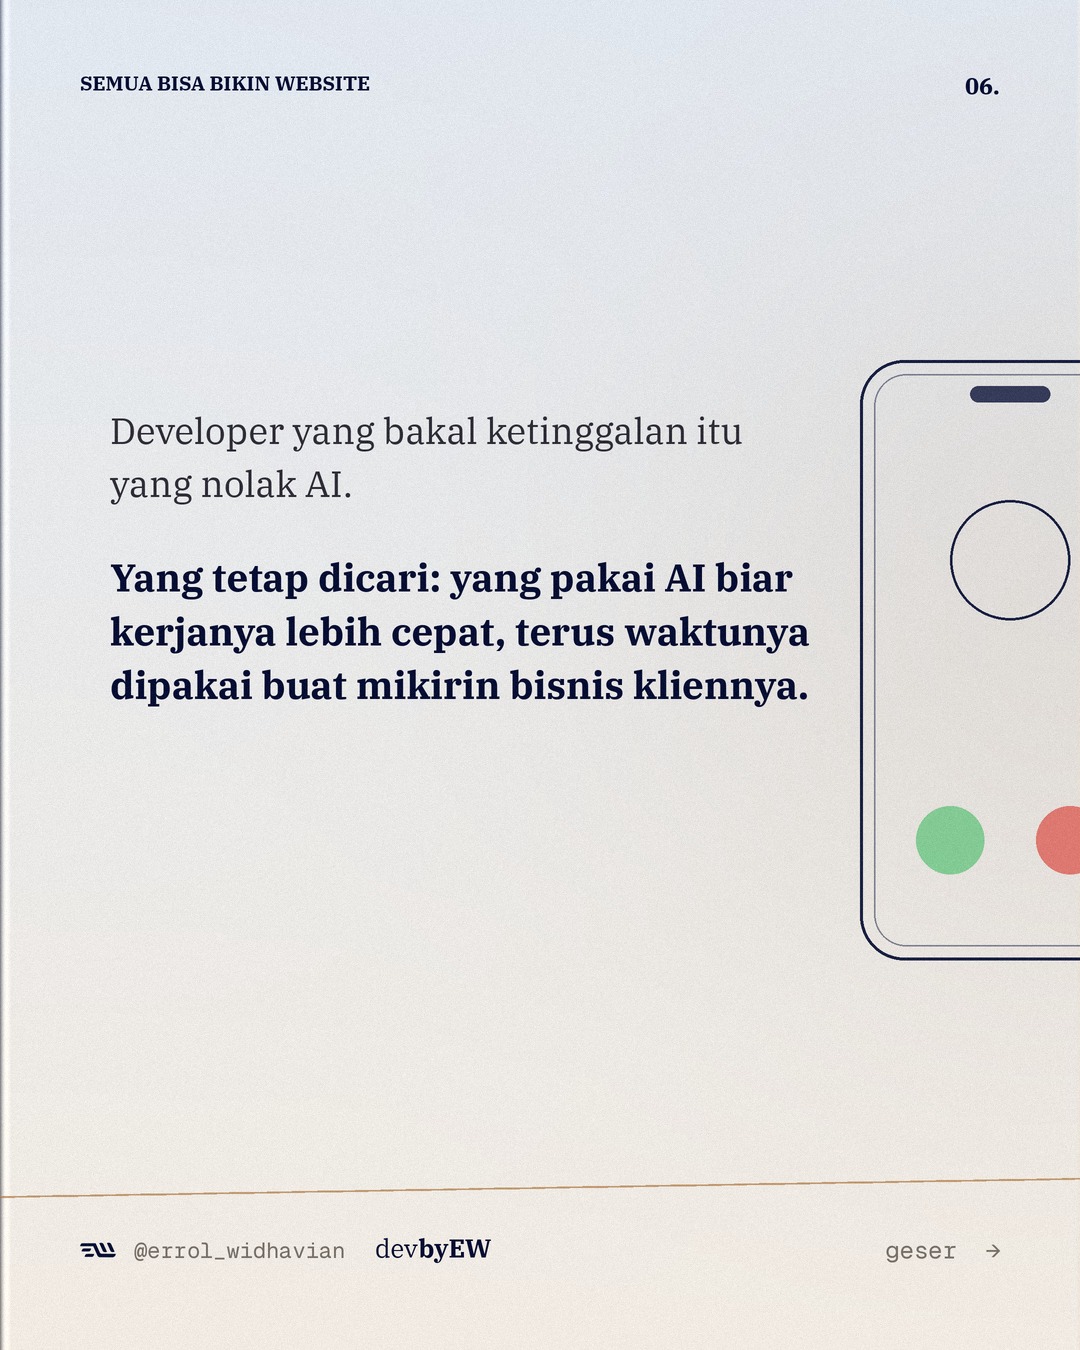 SEMUA BISA BIKIN WEBSITE
06.
Developer yang bakal ketinggalan itu
yang nolak AI.
Yang tetap dicari: yang pakai AI biar
kerjanya lebih cepat, terus waktunya
dipakai buat mikirin bisnis kliennya.
@errol_widhavian devbyEW
geser →